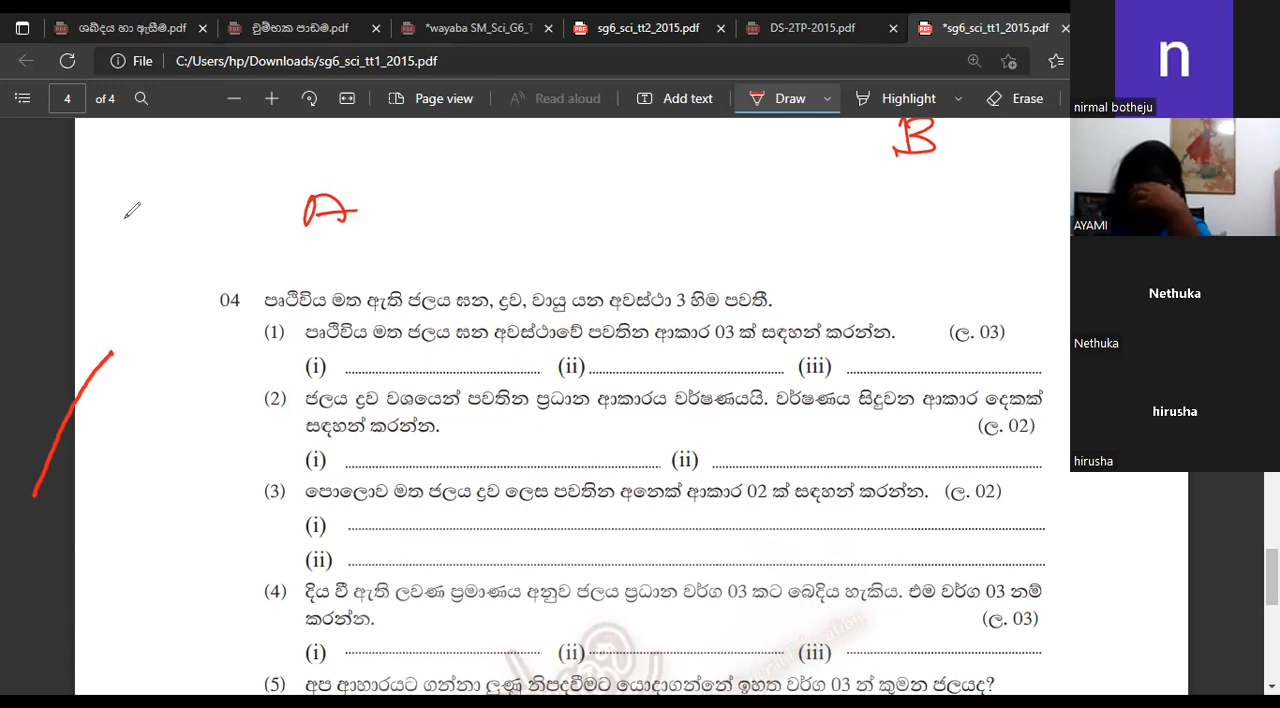 ශබ්දය හා ඇසීම.pdf
චුම්භක පාඩම.pdf
*wayaba SM_Sci_G6_T
sg6_sci_tt2_2015.pdf
DS-2TP-2015.pdf
*sg6_sci_tt1_2015.pdf
File
C:/Users/hp/Downloads/sg6_sci_tt1_2015.pdf
4 of 4
Page view
Read aloud
Add text
Draw
Highlight
Erase
n
nirmal botheju
AYAMI
Nethuka
Nethuka
hirusha
hirusha
B
A
04 පෘථිවිය මත ඇති ජලය ඝන, ද්‍රව, වායු යන අවස්ථා 3 හිම පවතී.
(1) පෘථිවිය මත ජලය ඝන අවස්ථාවේ පවතින ආකාර 03 ක් සඳහන් කරන්න. (ල. 03)
(i) .................... (ii) .................... (iii) ....................
(2) ජලය ද්‍රව වශයෙන් පවතින ප්‍රධාන ආකාරය වර්ෂණයයි. වර්ෂණය සිදුවන ආකාර දෙකක්
සඳහන් කරන්න. (ල. 02)
(i) .................... (ii) ....................
(3) පොලොව මත ජලය ද්‍රව ලෙස පවතින අනෙක් ආකාර 02 ක් සඳහන් කරන්න. (ල. 02)
(i) ....................
(ii) ....................
(4) දිය වී ඇති ලවණ ප්‍රමාණය අනුව ජලය ප්‍රධාන වර්ග 03 කට බෙදිය හැකිය. එම වර්ග 03 නම්
කරන්න. (ල. 03)
(i) .................... (ii) .................... (iii) ....................
(5) අප ආහාරයට ගන්නා ලුණු නිපදවීමට යොදාගන්නේ ඉහත වර්ග 03 න් කුමන ජලයද?